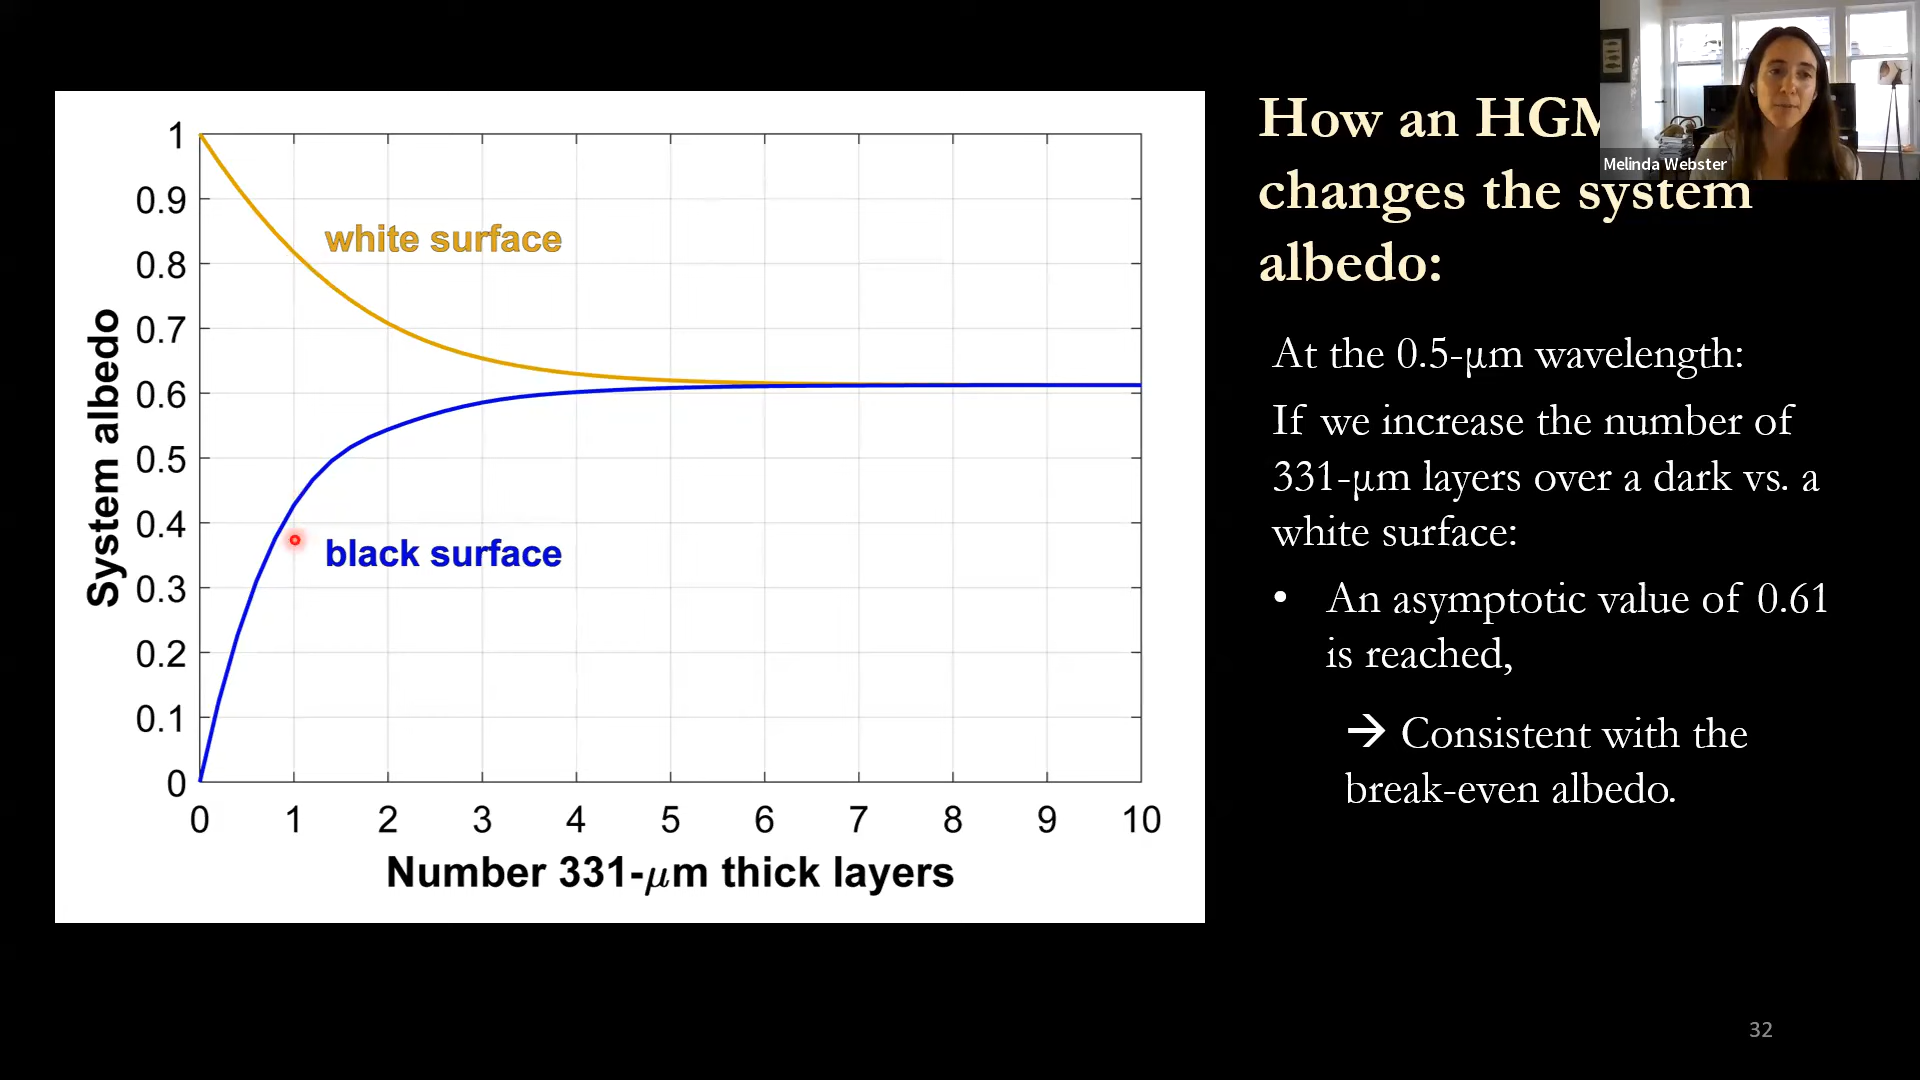 How an HGM
changes the system
albedo:
Melinda Webster
1
0.9
0.8
0.7
0.6
0.5
0.4
0.3
0.2
0.1
0
System albedo
white surface
black surface
0 1 2 3 4 5 6 7 8 9 10
Number 331-μm thick layers
At the 0.5-μm wavelength:
If we increase the number of
331-μm layers over a dark vs. a
white surface:
• An asymptotic value of 0.61
is reached,
→ Consistent with the
break-even albedo.
32